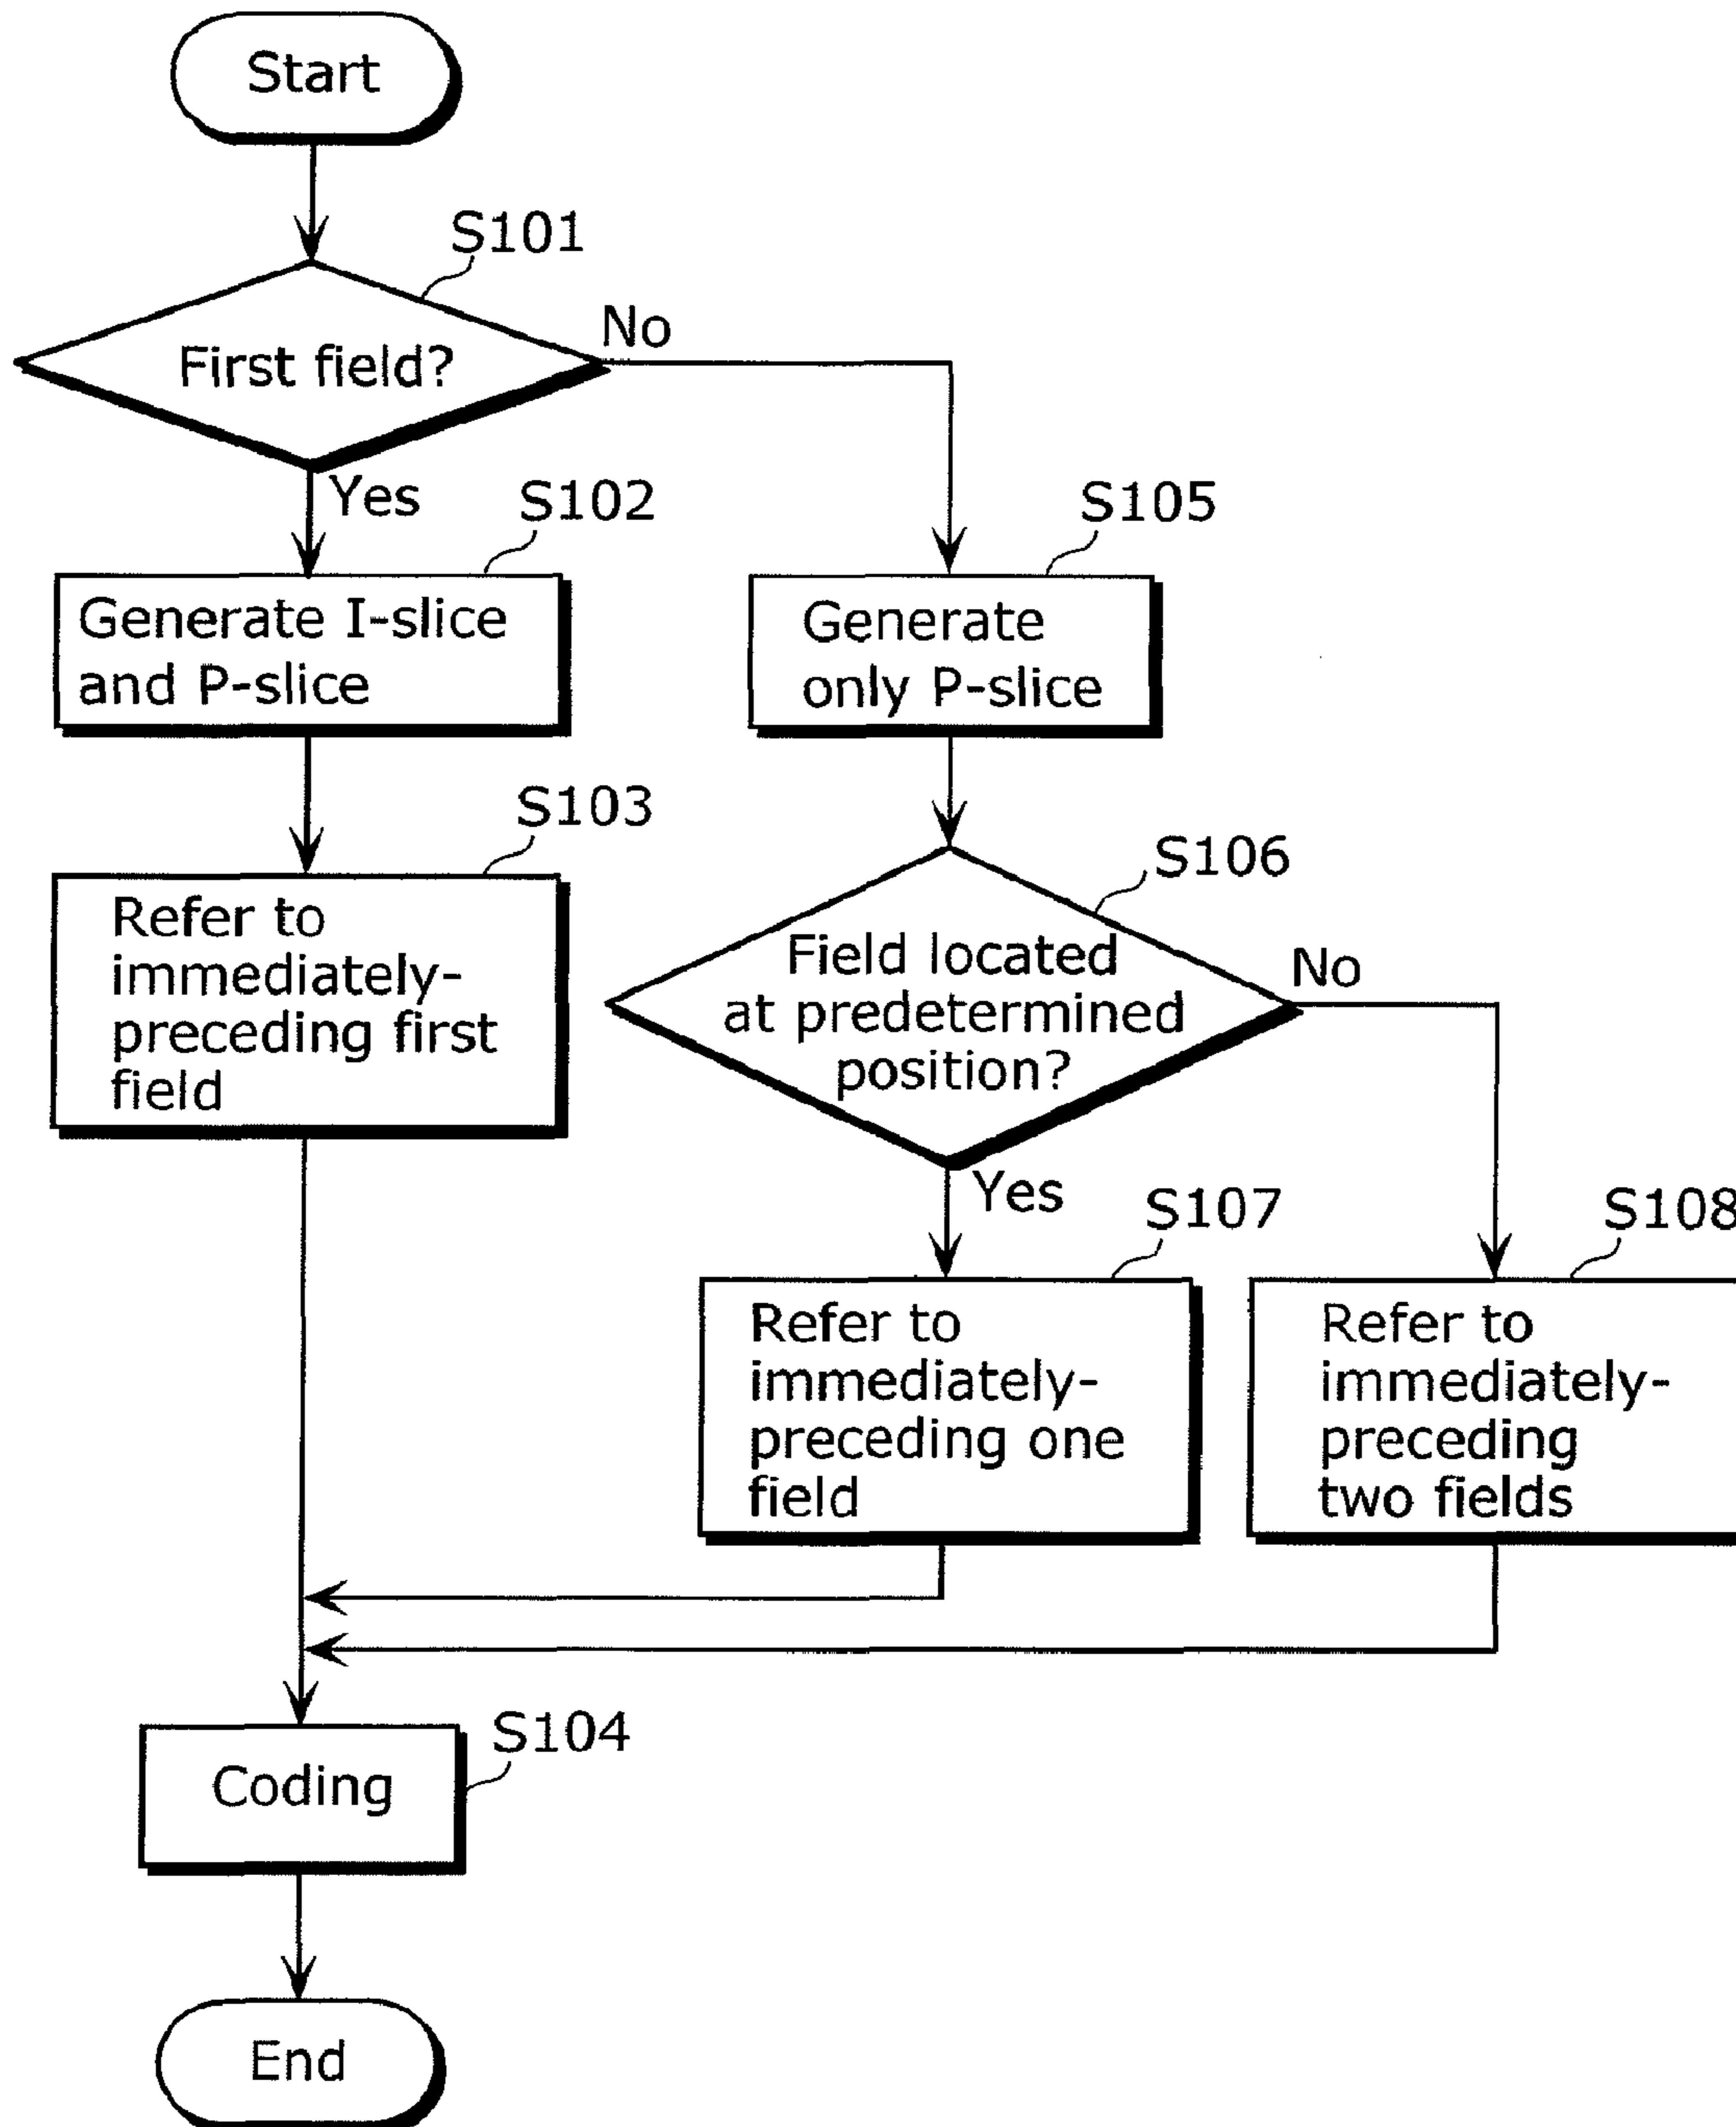 Start
S101
First field?
No
Yes
S102
S105
Generate I-slice
and P-slice
Generate
only P-slice
S103
S106
Refer to
immediately-
preceding first
field
Field located
at predetermined
position?
No
Yes
S107
S108
Refer to
immediately-
preceding one
field
Refer to
immediately-
preceding
two fields
S104
Coding
End